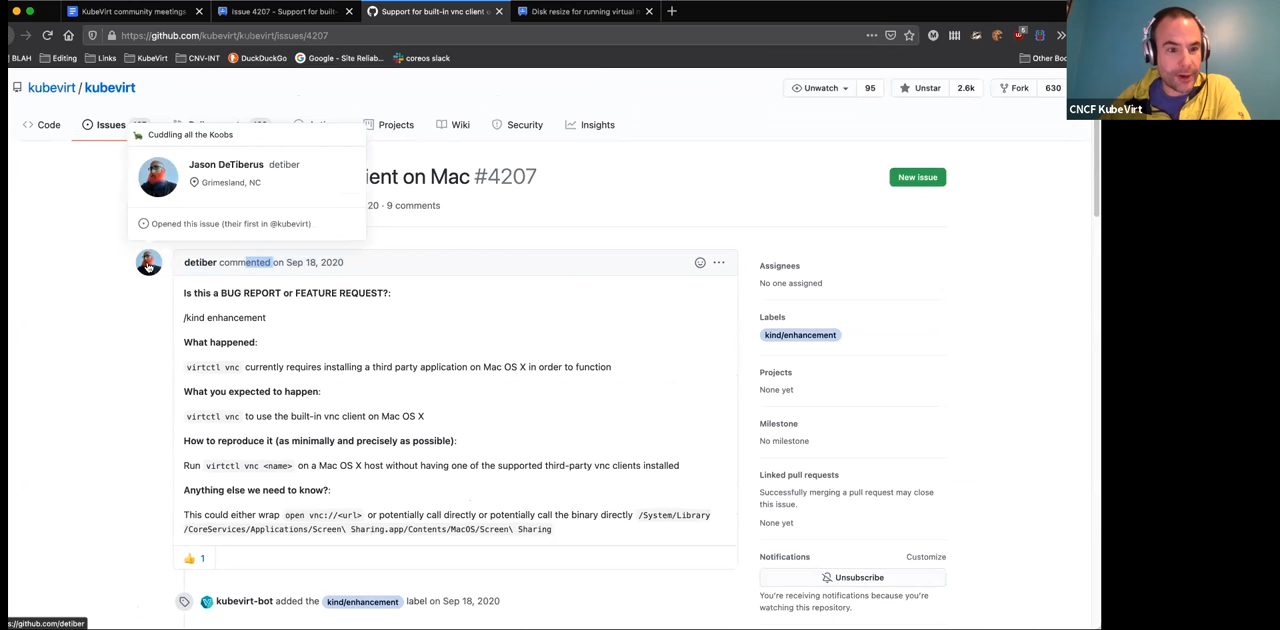 KubeVirt community meetings
Issue 4207 - Support for built-
Support for built-in vnc client o
Disk resize for running virtual n
https://github.com/kubevirt/kubevirt/issues/4207
5
BLAH
Editing
Links
KubeVirt
CNV-INT
DuckDuckGo
Google - Site Reliab...
coreos slack
Other Boo
CNCF KubeVirt
kubevirt / kubevirt
Unwatch
95
Unstar
2.6k
Fork
630
Code
Issues
Projects
Wiki
Security
Insights
Cuddling all the Koobs
Jason DeTiberus detiber
Grimesland, NC
Opened this issue (their first in @kubevirt)
ient on Mac #4207
20 · 9 comments
New issue
detiber commented on Sep 18, 2020
Is this a BUG REPORT or FEATURE REQUEST?:
/kind enhancement
What happened:
virtctl vnc currently requires installing a third party application on Mac OS X in order to function
What you expected to happen:
virtctl vnc to use the built-in vnc client on Mac OS X
How to reproduce it (as minimally and precisely as possible):
Run virtctl vnc <name> on a Mac OS X host without having one of the supported third-party vnc clients installed
Anything else we need to know?:
This could either wrap open vnc://<url> or potentially call directly or potentially call the binary directly /System/Library
/CoreServices/Applications/Screen\ Sharing.app/Contents/MacOS/Screen\ Sharing
👍 1
kubevirt-bot added the kind/enhancement label on Sep 18, 2020
Assignees
No one assigned
Labels
kind/enhancement
Projects
None yet
Milestone
No milestone
Linked pull requests
Successfully merging a pull request may close
this issue.
None yet
Notifications
Customize
Unsubscribe
You're receiving notifications because you're
watching this repository.
s://github.com/detiber